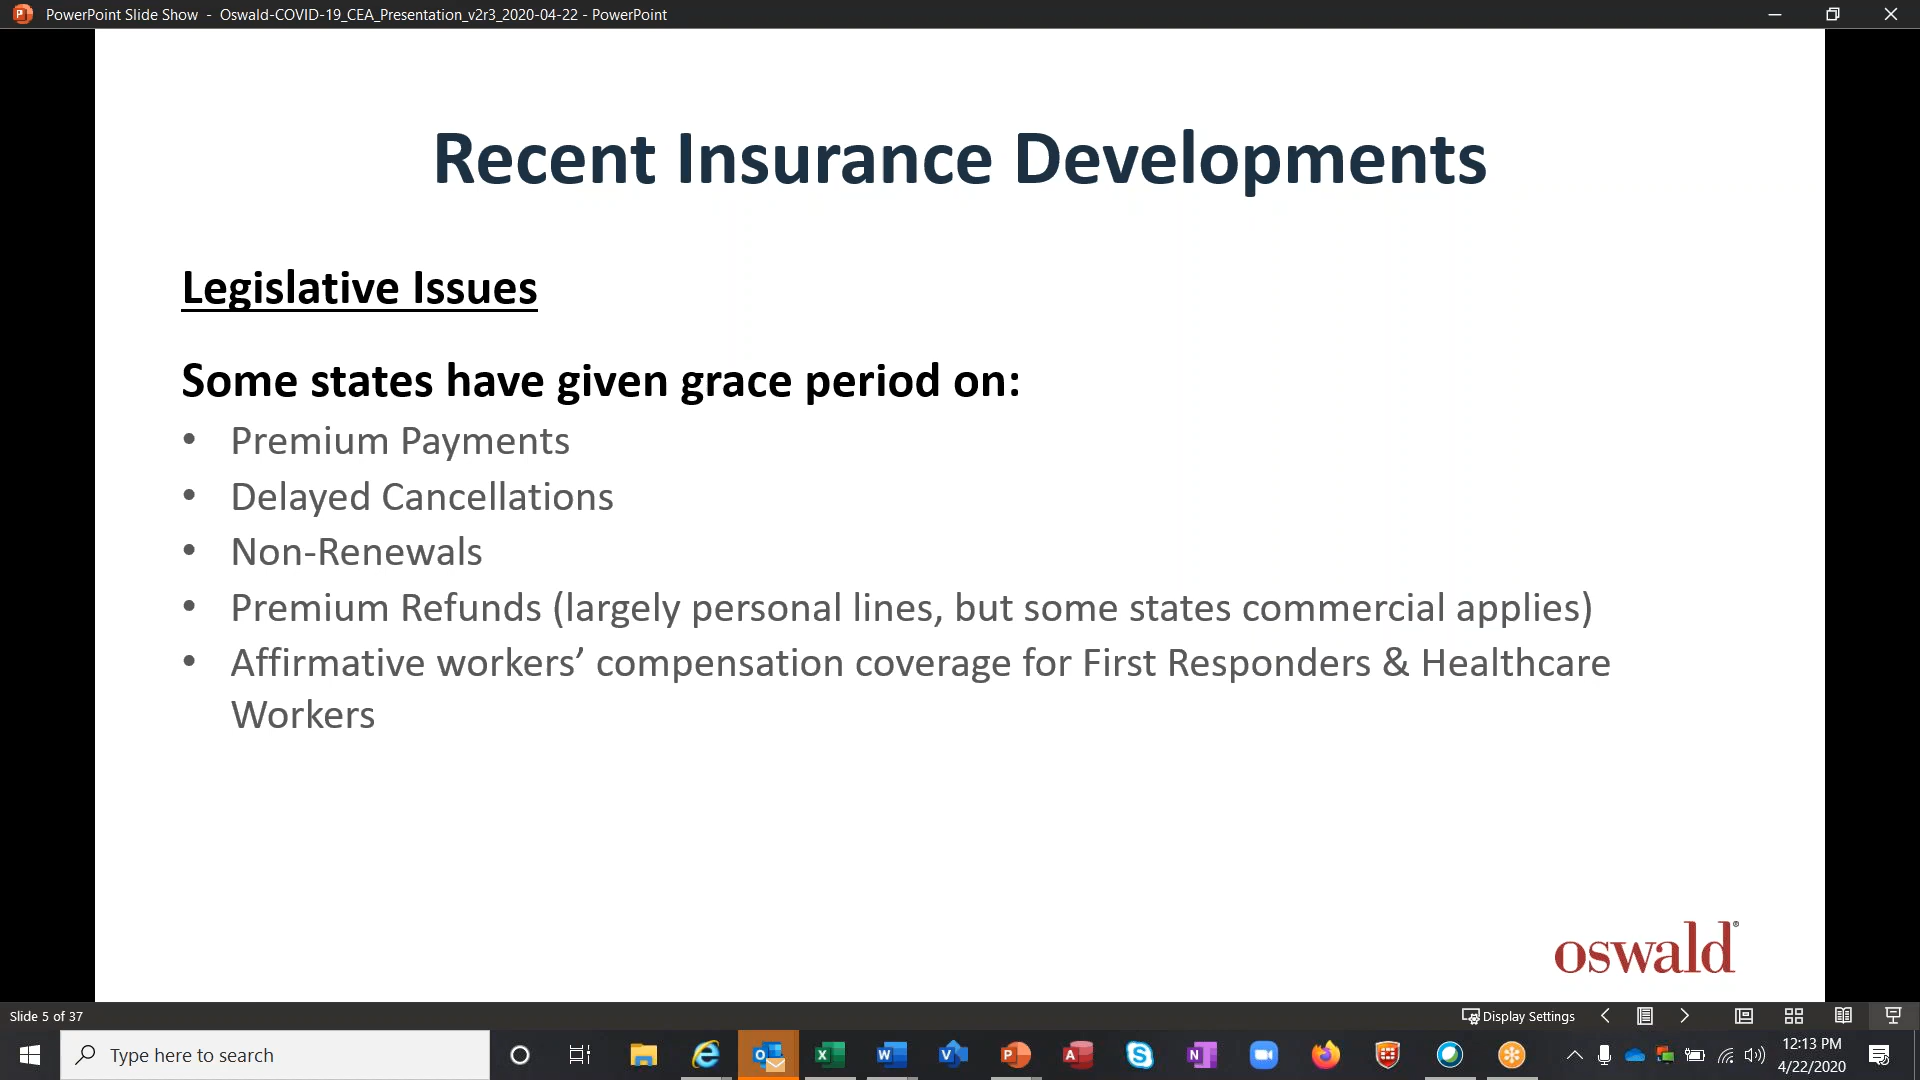 PowerPoint Slide Show - Oswald-COVID-19_CEA_Presentation_v2r3_2020-04-22 - PowerPoint
Recent Insurance Developments
Legislative Issues
Some states have given grace period on:
• Premium Payments
• Delayed Cancellations
• Non-Renewals
• Premium Refunds (largely personal lines, but some states commercial applies)
• Affirmative workers’ compensation coverage for First Responders & Healthcare
Workers
oswald®
Slide 5 of 37
Display Settings
Type here to search
12:13 PM
4/22/2020